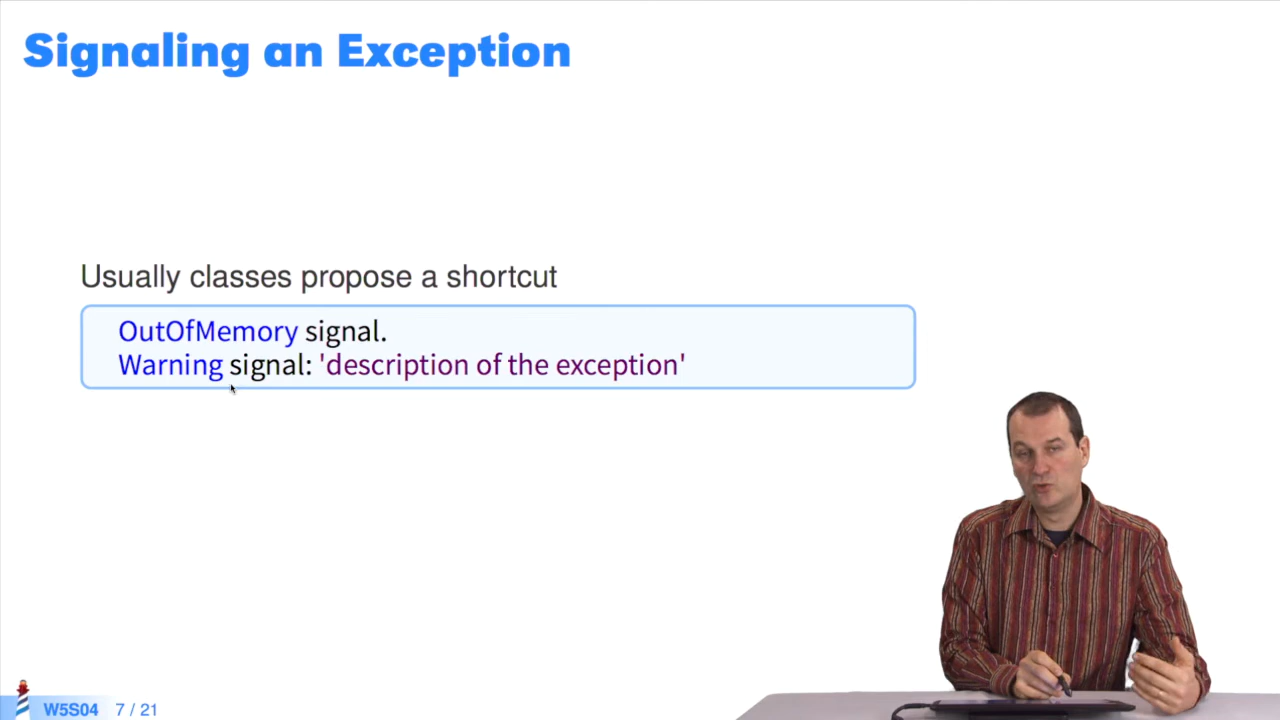 Signaling an Exception
Usually classes propose a shortcut
OutOfMemory signal.
Warning signal: 'description of the exception'
W5S04 7 / 21